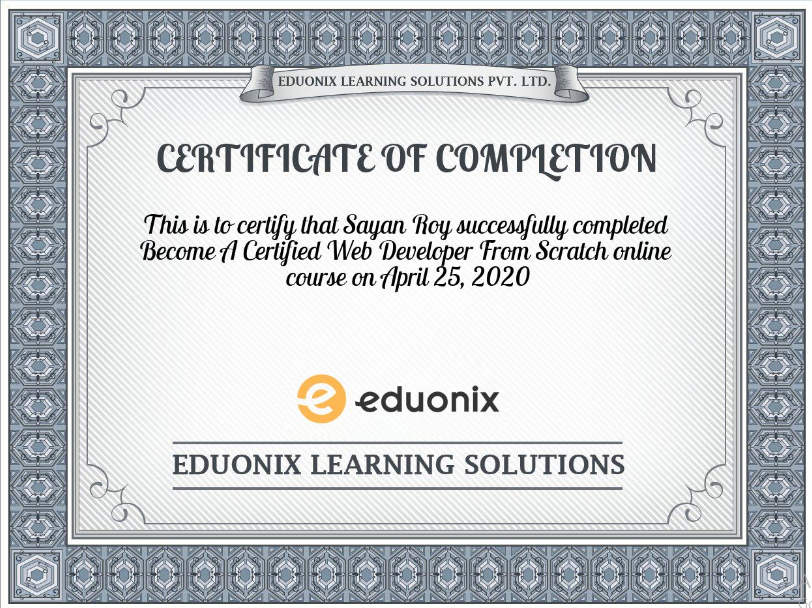 EDUONIX LEARNING SOLUTIONS PVT. LTD.
CERTIFICATE OF COMPLETION
This is to certify that Sayan Roy successfully completed
Become A Certified Web Developer From Scratch online
course on April 25, 2020
e eduonix
EDUONIX LEARNING SOLUTIONS